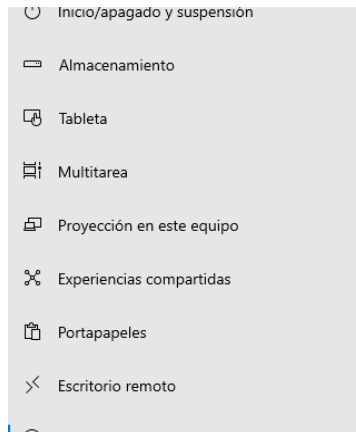 Inicio/apagado y suspensión
Almacenamiento
Tableta
Multitarea
Proyección en este equipo
Experiencias compartidas
Portapapeles
Escritorio remoto